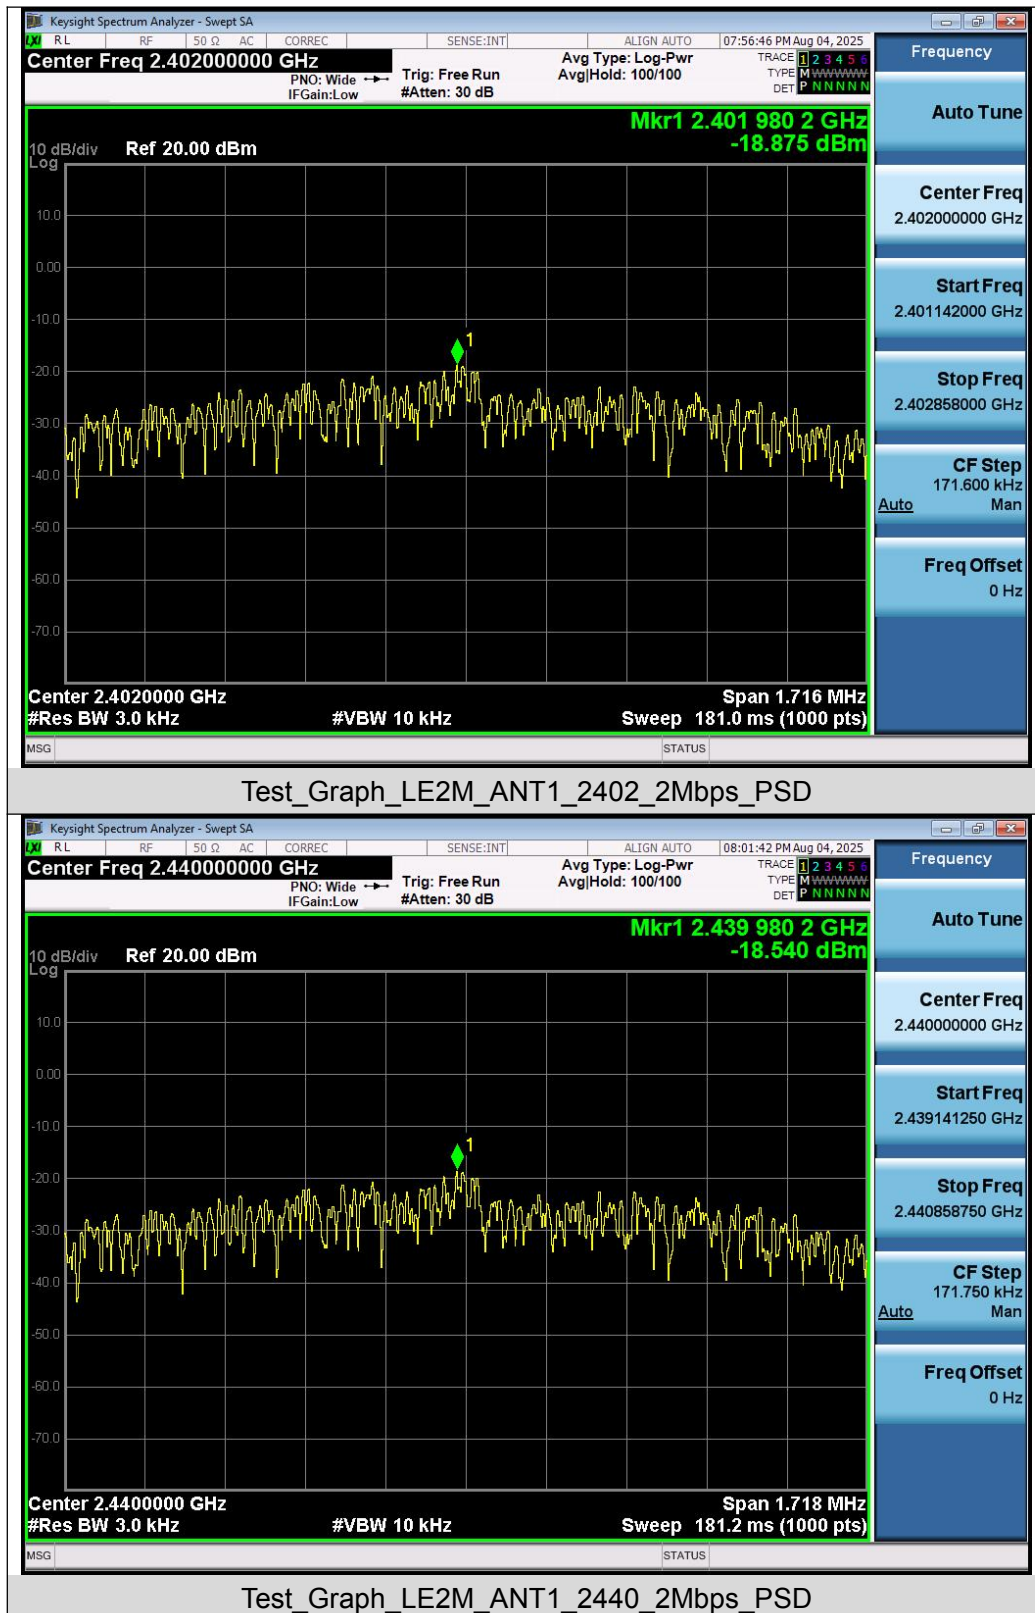 Keysight Spectrum Analyzer - Swept SA
LXI RL RF 50 Ω AC CORREC SENSE:INT ALIGN AUTO 07:56:46 PM Aug 04, 2025
Center Freq 2.402000000 GHz
PNO: Wide
IFGain:Low
Trig: Free Run
#Atten: 30 dB
Avg Type: Log-Pwr
Avg|Hold: 100/100
TRACE 1 2 3 4 5 6
TYPE M WWWWW
DET P N N N N N
Mkr1 2.401 980 2 GHz
-18.875 dBm
10 dB/div Ref 20.00 dBm
Log
10.0
0.00
-10.0
-20.0
-30.0
-40.0
-50.0
-60.0
-70.0
1
Center 2.4020000 GHz Span 1.716 MHz
#Res BW 3.0 kHz #VBW 10 kHz Sweep 181.0 ms (1000 pts)
MSG STATUS
Frequency
Auto Tune
Center Freq
2.402000000 GHz
Start Freq
2.401142000 GHz
Stop Freq
2.402858000 GHz
CF Step
171.600 kHz
Auto Man
Freq Offset
0 Hz
Test_Graph_LE2M_ANT1_2402_2Mbps_PSD
Keysight Spectrum Analyzer - Swept SA
LXI RL RF 50 Ω AC CORREC SENSE:INT ALIGN AUTO 08:01:42 PM Aug 04, 2025
Center Freq 2.440000000 GHz
PNO: Wide
IFGain:Low
Trig: Free Run
#Atten: 30 dB
Avg Type: Log-Pwr
Avg|Hold: 100/100
TRACE 1 2 3 4 5 6
TYPE M WWWWW
DET P N N N N N
Mkr1 2.439 980 2 GHz
-18.540 dBm
10 dB/div Ref 20.00 dBm
Log
10.0
0.00
-10.0
-20.0
-30.0
-40.0
-50.0
-60.0
-70.0
1
Center 2.4400000 GHz Span 1.718 MHz
#Res BW 3.0 kHz #VBW 10 kHz Sweep 181.2 ms (1000 pts)
MSG STATUS
Frequency
Auto Tune
Center Freq
2.440000000 GHz
Start Freq
2.439141250 GHz
Stop Freq
2.440858750 GHz
CF Step
171.750 kHz
Auto Man
Freq Offset
0 Hz
Test_Graph_LE2M_ANT1_2440_2Mbps_PSD